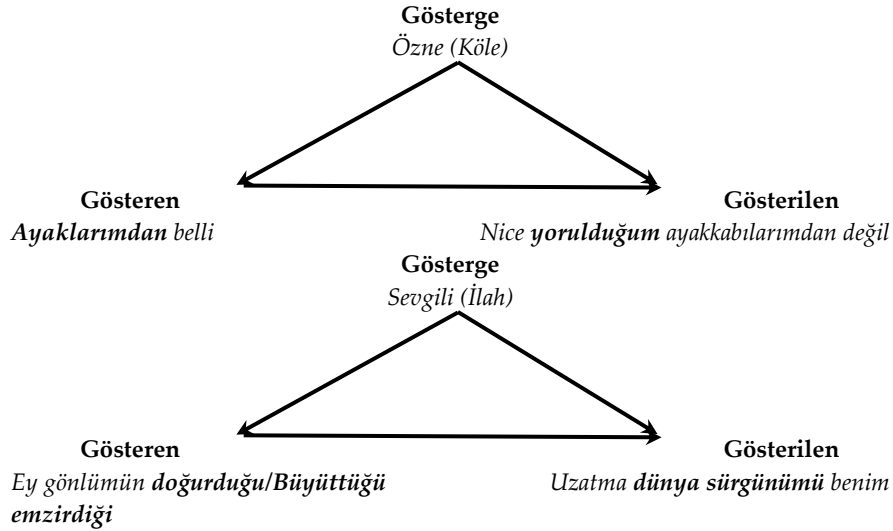 Gösterge
Özne (Köle)
Gösteren
Gösterilen
Ayaklarımdan belli
Nice yorulduğum ayakkabılarımdan değil
Gösterge
Sevgili (İlah)
Gösteren
Gösterilen
Ey gönlümün doğurduğu/Büyüttüğü
emzirdiği
Uzatma dünya sürgünümü benim